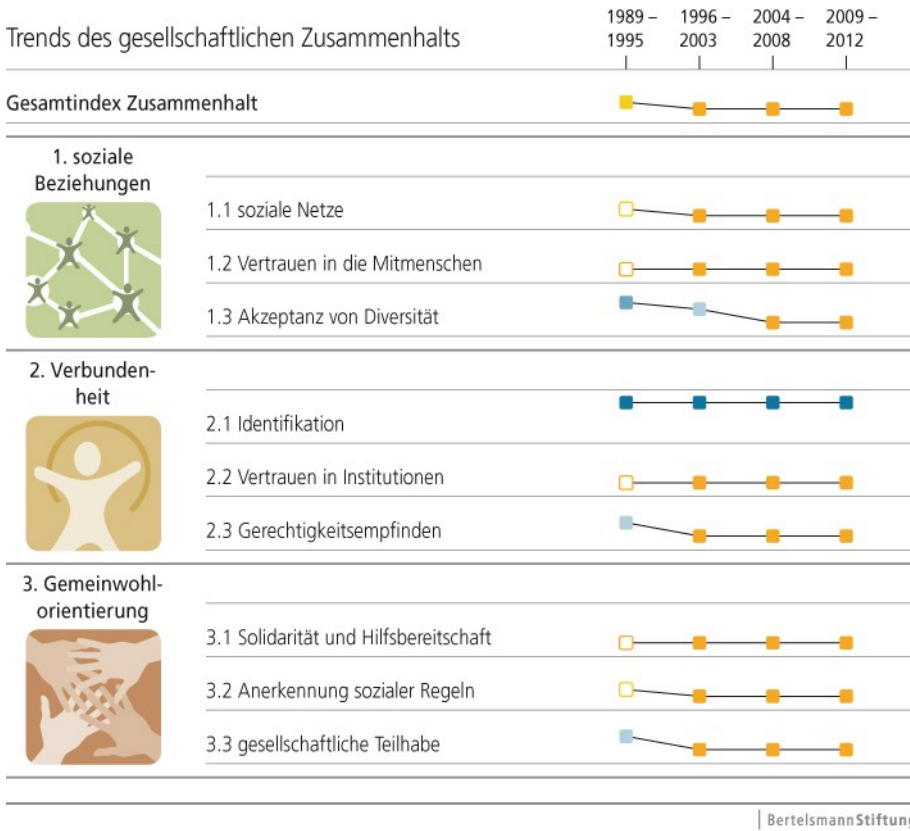 Trends des gesellschaftlichen Zusammenhalts
1989 –
1995
1996 –
2003
2004 –
2008
2009 –
2012
Gesamtindex Zusammenhalt
1. soziale
Beziehungen
1.1 soziale Netze
1.2 Vertrauen in die Mitmenschen
1.3 Akzeptanz von Diversität
2. Verbunden-
heit
2.1 Identifikation
2.2 Vertrauen in Institutionen
2.3 Gerechtigkeitsempfinden
3. Gemeinwohl-
orientierung
3.1 Solidarität und Hilfsbereitschaft
3.2 Anerkennung sozialer Regeln
3.3 gesellschaftliche Teilhabe
BertelsmannStiftung